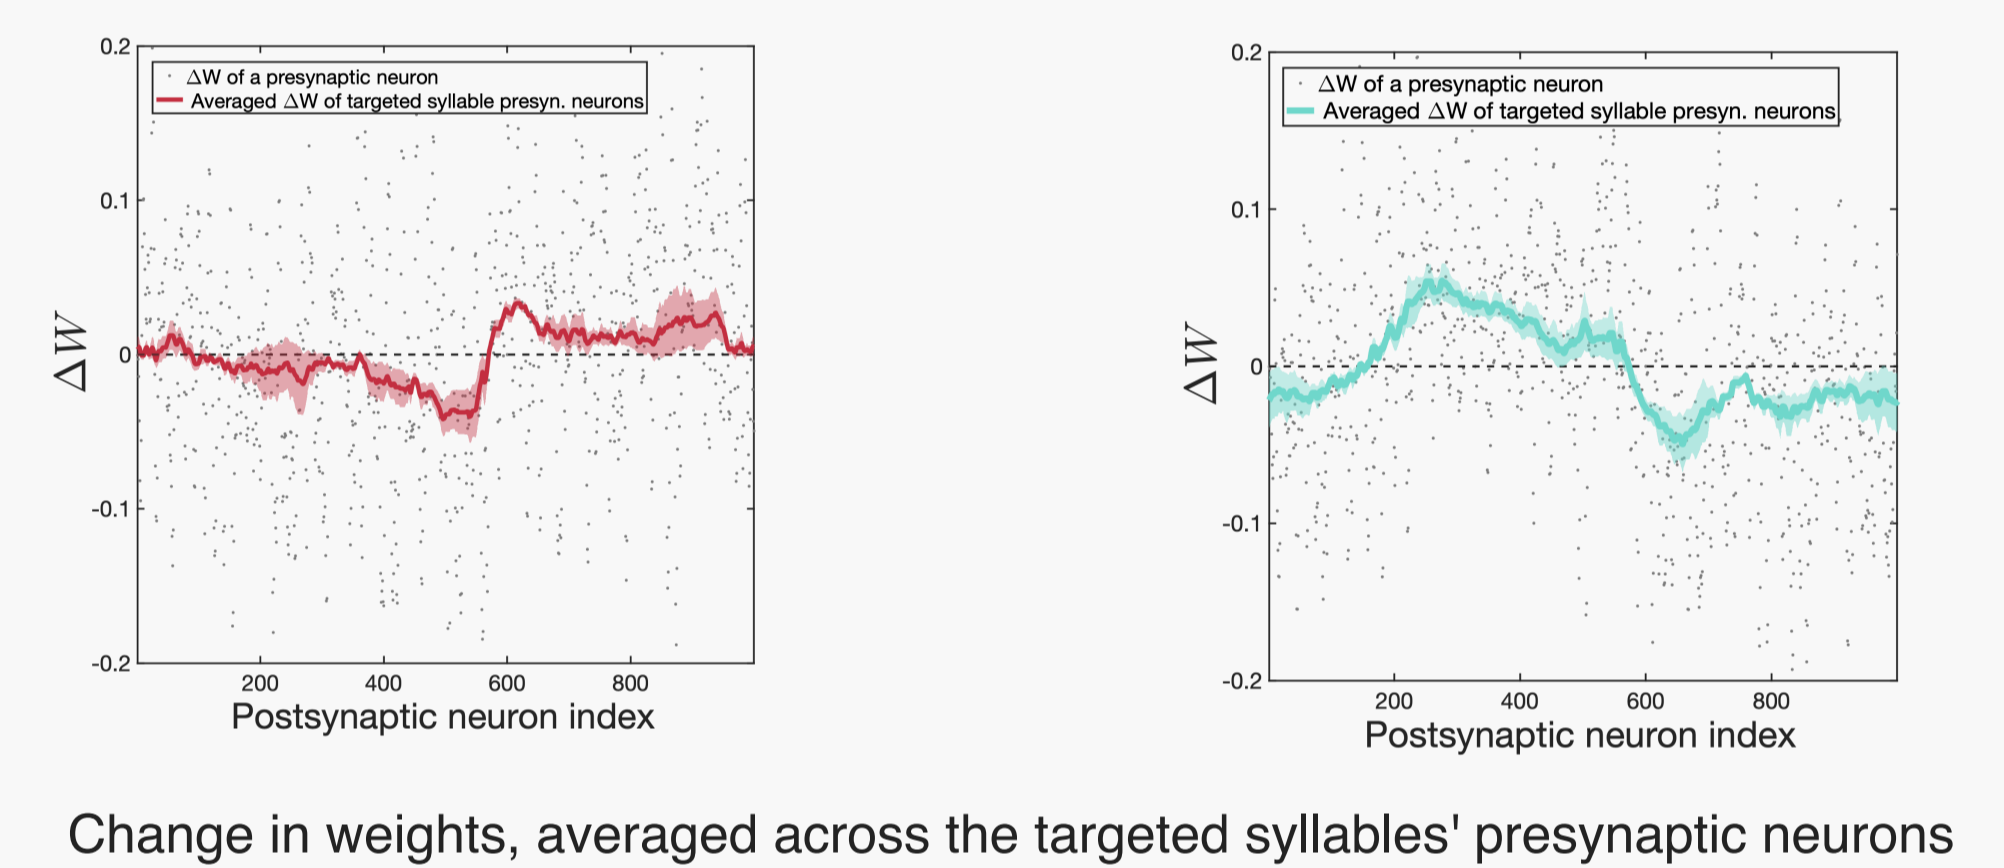 0.2
0.1
0
-0.1
-0.2
ΔW
ΔW of a presynaptic neuron
Averaged ΔW of targeted syllable presyn. neurons
200 400 600 800
Postsynaptic neuron index
0.2
0.1
0
-0.1
-0.2
ΔW
ΔW of a presynaptic neuron
Averaged ΔW of targeted syllable presyn. neurons
200 400 600 800
Postsynaptic neuron index
Change in weights, averaged across the targeted syllables' presynaptic neurons